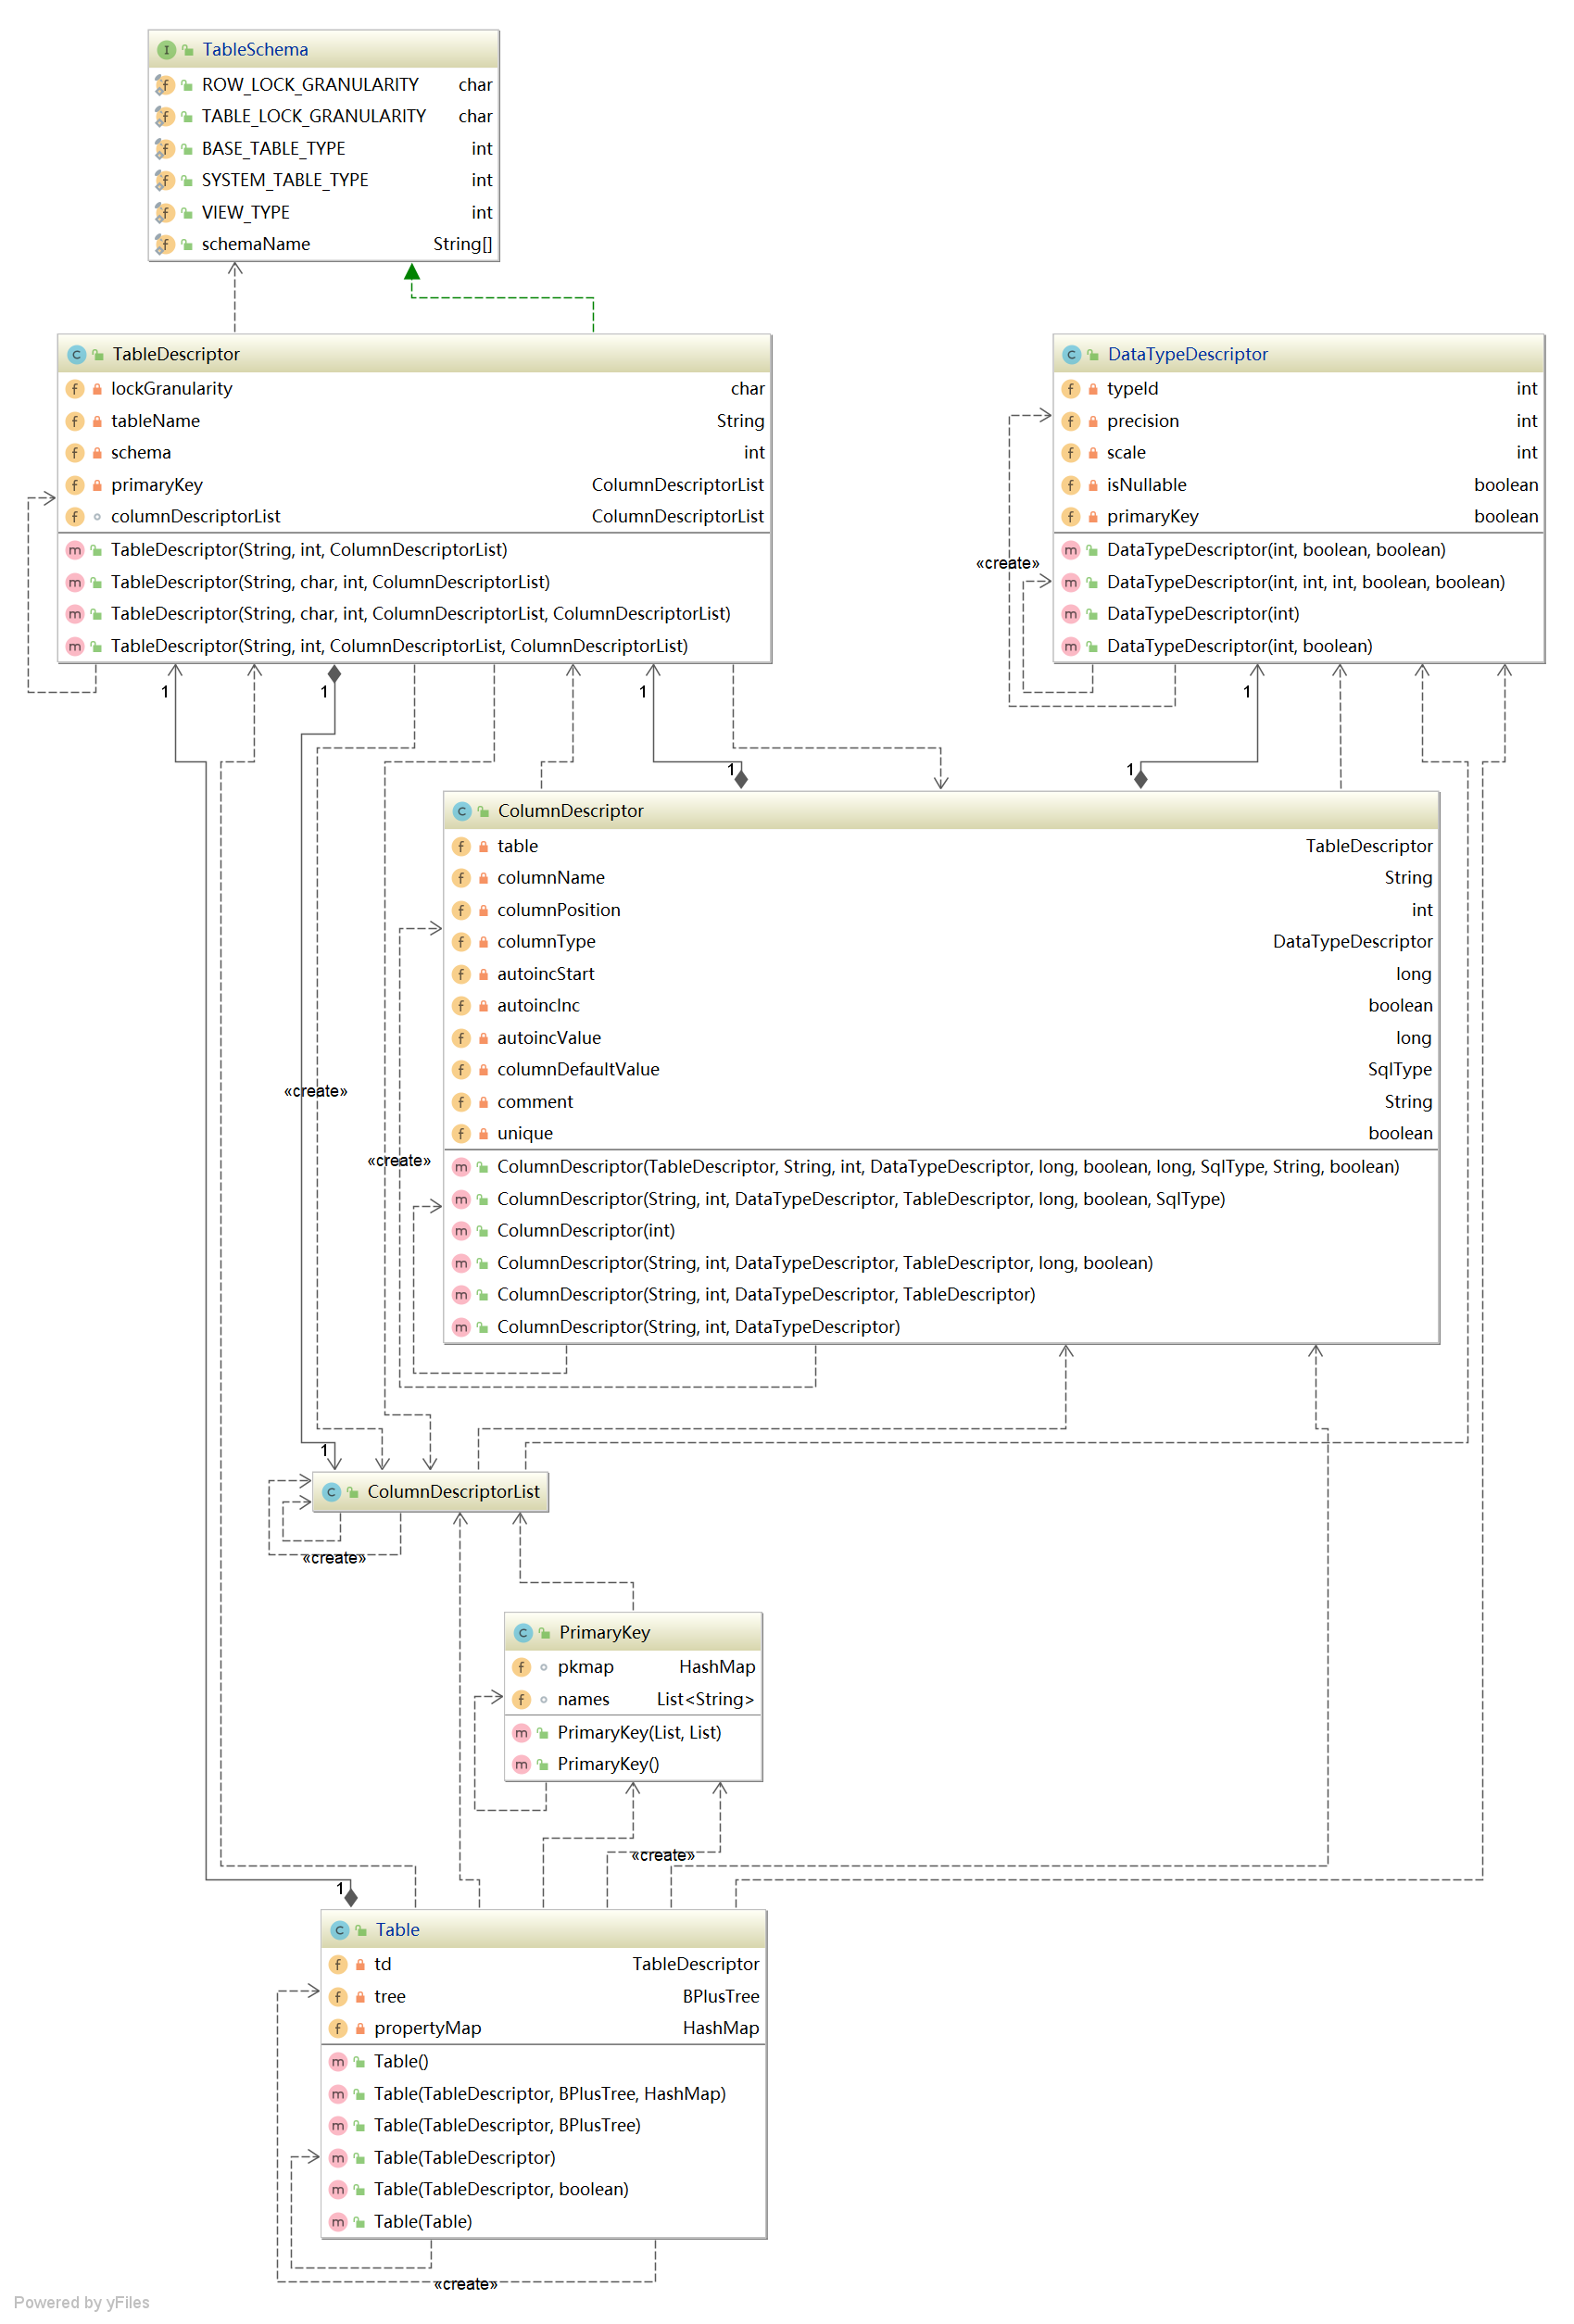 TableSchema
ROW_LOCK_GRANULARITY char
TABLE_LOCK_GRANULARITY char
BASE_TABLE_TYPE int
SYSTEM_TABLE_TYPE int
VIEW_TYPE int
schemaName String[]
TableDescriptor
lockGranularity char
tableName String
schema int
primaryKey ColumnDescriptorList
columnDescriptorList ColumnDescriptorList
TableDescriptor(String, int, ColumnDescriptorList)
TableDescriptor(String, char, int, ColumnDescriptorList)
TableDescriptor(String, char, int, ColumnDescriptorList, ColumnDescriptorList)
TableDescriptor(String, int, ColumnDescriptorList, ColumnDescriptorList)
DataTypeDescriptor
typeId int
precision int
scale int
isNullable boolean
primaryKey boolean
DataTypeDescriptor(int, boolean, boolean)
DataTypeDescriptor(int, int, int, boolean, boolean)
DataTypeDescriptor(int)
DataTypeDescriptor(int, boolean)
«create»
1
1
1
1
1
1
ColumnDescriptor
table TableDescriptor
columnName String
columnPosition int
columnType DataTypeDescriptor
autoincStart long
autoincInc boolean
autoincValue long
columnDefaultValue SqlType
comment String
unique boolean
ColumnDescriptor(TableDescriptor, String, int, DataTypeDescriptor, long, boolean, long, SqlType, String, boolean)
ColumnDescriptor(String, int, DataTypeDescriptor, TableDescriptor, long, boolean, SqlType)
ColumnDescriptor(int)
ColumnDescriptor(String, int, DataTypeDescriptor, TableDescriptor, long, boolean)
ColumnDescriptor(String, int, DataTypeDescriptor, TableDescriptor)
ColumnDescriptor(String, int, DataTypeDescriptor)
«create»
«create»
1
ColumnDescriptorList
«create»
PrimaryKey
pkmap HashMap
names List<String>
PrimaryKey(List, List)
PrimaryKey()
«create»
1
Table
td TableDescriptor
tree BPlusTree
propertyMap HashMap
Table()
Table(TableDescriptor, BPlusTree, HashMap)
Table(TableDescriptor, BPlusTree)
Table(TableDescriptor)
Table(TableDescriptor, boolean)
Table(Table)
«create»
Powered by yFiles